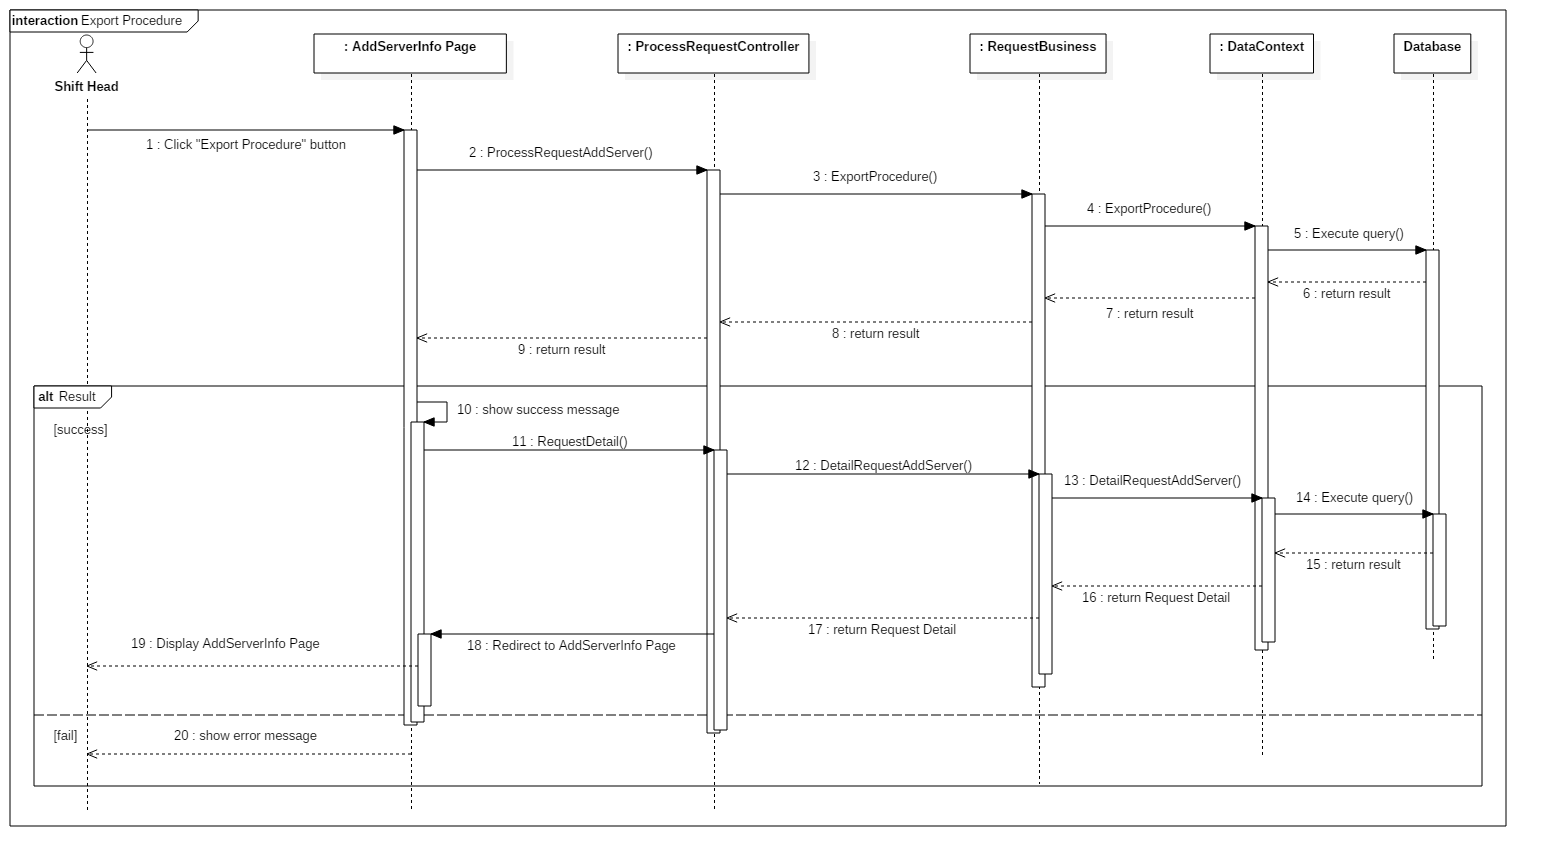 interaction Export Procedure
Shift Head
: AddServerInfo Page
: ProcessRequestController
: RequestBusiness
: DataContext
Database
1 : Click "Export Procedure" button
2 : ProcessRequestAddServer()
3 : ExportProcedure()
4 : ExportProcedure()
5 : Execute query()
6 : return result
7 : return result
8 : return result
9 : return result
alt Result
[success]
10 : show success message
11 : RequestDetail()
12 : DetailRequestAddServer()
13 : DetailRequestAddServer()
14 : Execute query()
15 : return result
16 : return Request Detail
17 : return Request Detail
18 : Redirect to AddServerInfo Page
19 : Display AddServerInfo Page
[fail]
20 : show error message